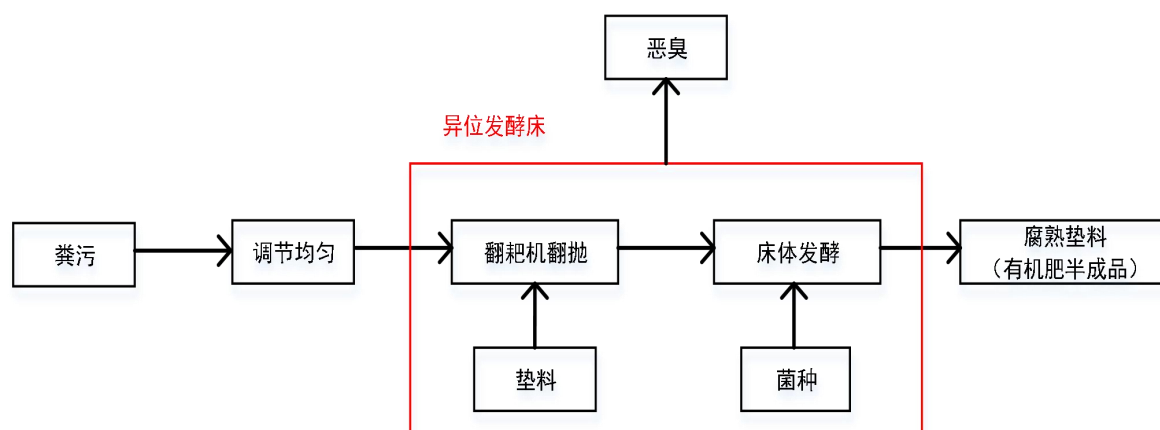 恶臭
异位发酵床
粪污
调节均匀
翻耙机翻抛
床体发酵
腐熟垫料
（有机肥半成品）
垫料
菌种